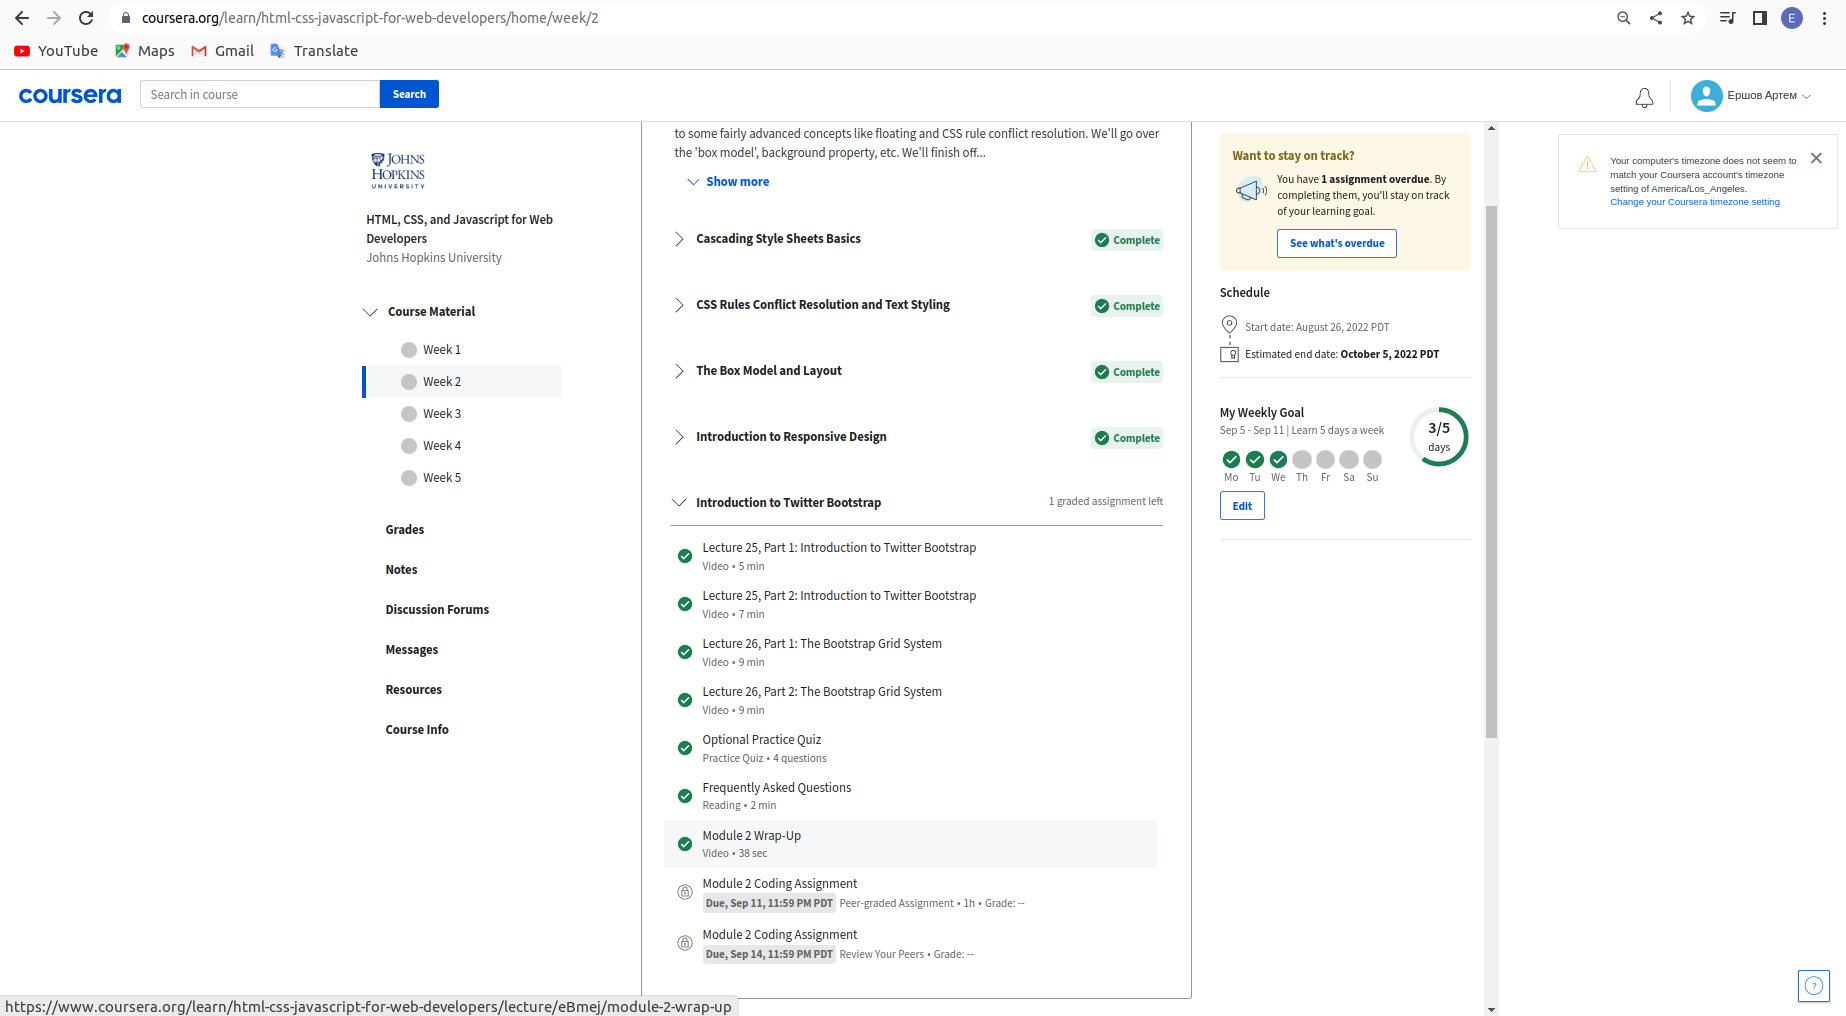 coursera.org/learn/html-css-javascript-for-web-developers/home/week/2
E
YouTube
Maps
Gmail
Translate
coursera
Search in course
Search
Ершов Артем
JOHNS
HOPKINS
UNIVERSITY
HTML, CSS, and Javascript for Web
Developers
Johns Hopkins University
Course Material
Week 1
Week 2
Week 3
Week 4
Week 5
Grades
Notes
Discussion Forums
Messages
Resources
Course Info
to some fairly advanced concepts like floating and CSS rule conflict resolution. We'll go over
the 'box model', background property, etc. We'll finish off...
Show more
Cascading Style Sheets Basics
Complete
CSS Rules Conflict Resolution and Text Styling
Complete
The Box Model and Layout
Complete
Introduction to Responsive Design
Complete
Introduction to Twitter Bootstrap
1 graded assignment left
Lecture 25, Part 1: Introduction to Twitter Bootstrap
Video • 5 min
Lecture 25, Part 2: Introduction to Twitter Bootstrap
Video • 7 min
Lecture 26, Part 1: The Bootstrap Grid System
Video • 9 min
Lecture 26, Part 2: The Bootstrap Grid System
Video • 9 min
Optional Practice Quiz
Practice Quiz • 4 questions
Frequently Asked Questions
Reading • 2 min
Module 2 Wrap-Up
Video • 38 sec
Module 2 Coding Assignment
Due, Sep 11, 11:59 PM PDT Peer-graded Assignment • 1h • Grade: --
Module 2 Coding Assignment
Due, Sep 14, 11:59 PM PDT Review Your Peers • Grade: --
Want to stay on track?
You have 1 assignment overdue. By
completing them, you'll stay on track
of your learning goal.
See what's overdue
Schedule
Start date: August 26, 2022 PDT
Estimated end date: October 5, 2022 PDT
My Weekly Goal
Sep 5 - Sep 11 | Learn 5 days a week
3/5
days
Mo Tu We Th Fr Sa Su
Edit
Your computer's timezone does not seem to
match your Coursera account's timezone
setting of America/Los_Angeles.
Change your Coursera timezone setting
?
https://www.coursera.org/learn/html-css-javascript-for-web-developers/lecture/eBmej/module-2-wrap-up